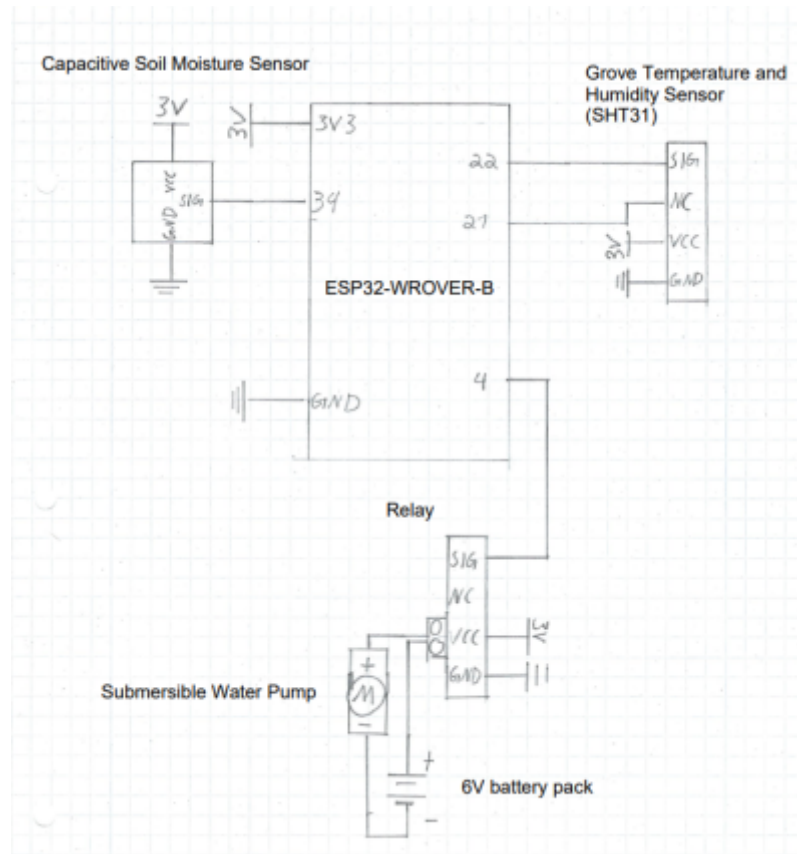 Capacitive Soil Moisture Sensor
Grove Temperature and
Humidity Sensor
(SHT31)
3V
3V
3V3
VCC
SIG
GND
34
22
21
SIG
NC
3V
VCC
GND
ESP32-WROVER-B
GND
4
Relay
SIG
NC
VCC
3V
GND
Submersible Water Pump
+
M
-
+
6V battery pack
-